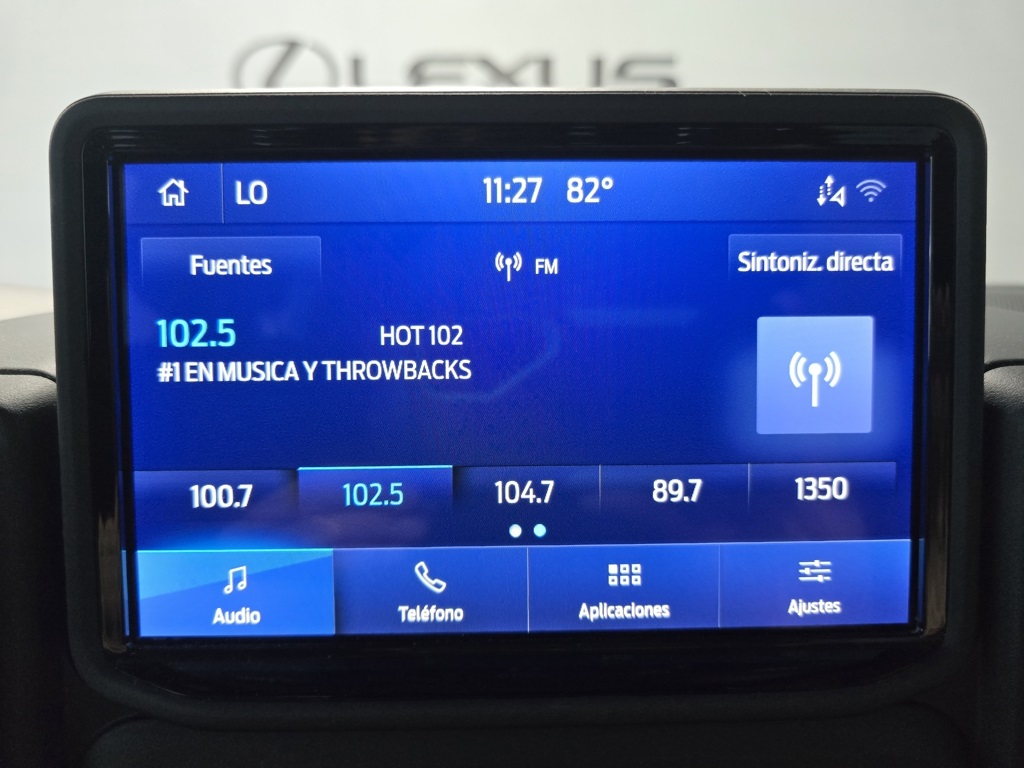 LEXUS
LO 11:27 82°
Fuentes FM Sintoniz. directa
102.5 HOT 102
#1 EN MUSICA Y THROWBACKS
100.7 102.5 104.7 89.7 1350
Audio Teléfono Aplicaciones Ajustes